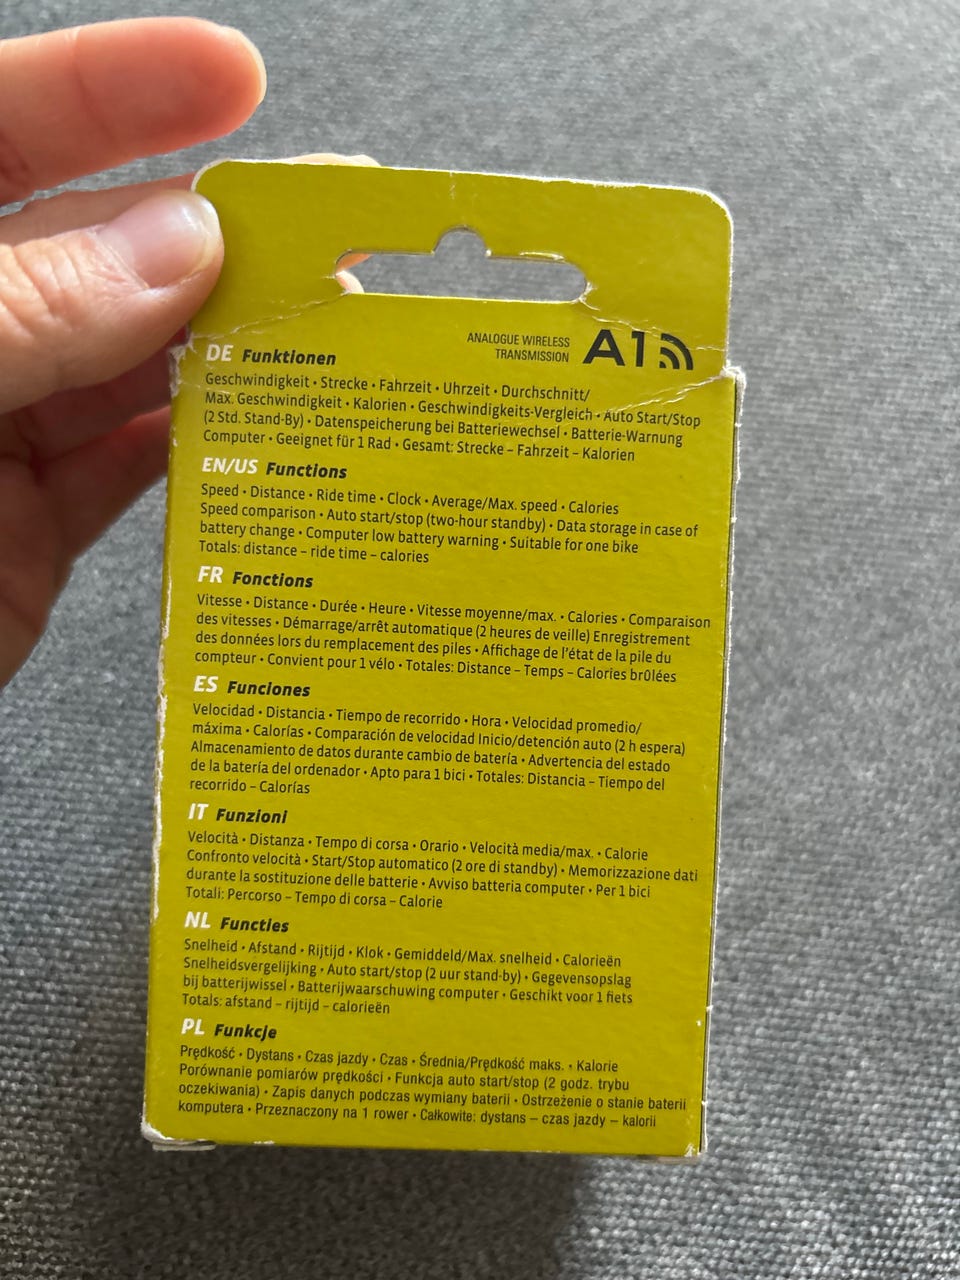 ANALOGUE WIRELESS
TRANSMISSION
A1
DE Funktionen
Geschwindigkeit • Strecke • Fahrzeit • Uhrzeit • Durchschnitt/
Max. Geschwindigkeit • Kalorien • Geschwindigkeits-Vergleich • Auto Start/Stop
(2 Std. Stand-By) • Datenspeicherung bei Batteriewechsel • Batterie-Warnung
Computer • Geeignet für 1 Rad • Gesamt: Strecke – Fahrzeit – Kalorien
EN/US Functions
Speed • Distance • Ride time • Clock • Average/Max. speed • Calories
Speed comparison • Auto start/stop (two-hour standby) • Data storage in case of
battery change • Computer low battery warning • Suitable for one bike
Totals: distance – ride time – calories
FR Fonctions
Vitesse • Distance • Durée • Heure • Vitesse moyenne/max. • Calories • Comparaison
des vitesses • Démarrage/arrêt automatique (2 heures de veille) Enregistrement
des données lors du remplacement des piles • Affichage de l'état de la pile du
compteur • Convient pour 1 vélo • Totales: Distance – Temps – Calories br0lées
ES Funciones
Velocidad • Distancia • Tiempo de recorrido • Hora • Velocidad promedio/
máxima • Calorías • Comparación de velocidad Inicio/detención auto (2 h espera)
Almacenamiento de datos durante cambio de batería • Advertencia del estado
de la batería del ordenador • Apto para 1 bici • Totales: Distancia – Tiempo del
recorrido – Calorías
IT Funzioni
Velocità • Distanza • Tempo di corsa • Orario • Velocità media/max. • Calorie
Confronto velocità • Start/Stop automatico (2 ore di standby) • Memorizzazione dati
durante la sostituzione delle batterie • Avviso batteria computer • Per 1 bici
Totali: Percorso – Tempo di corsa – Calorie
NL Functies
Snelheid • Afstand • Rijtijd • Klok • Gemiddeld/Max. snelheid • Calorieën
Snelheidsvergelijking • Auto start/stop (2 uur stand-by) • Gegevensopslag
bij batterijwissel • Batterijwaarschuwing computer • Geschikt voor 1 fiets
Totals: afstand – rijtijd – calorieën
PL Funkcje
Prędkość • Dystans • Czas jazdy • Czas • Średnia/Prędkość maks. • Kalorie
Porównanie pomiarów prędkości • Funkcja auto start/stop (2 godz. trybu
oczekiwania) • Zapis danych podczas wymiany baterii • Ostrzeżenie o stanie baterii
komputera • Przeznaczony na 1 rower • Całkowite: dystans – czas jazdy – kalorii